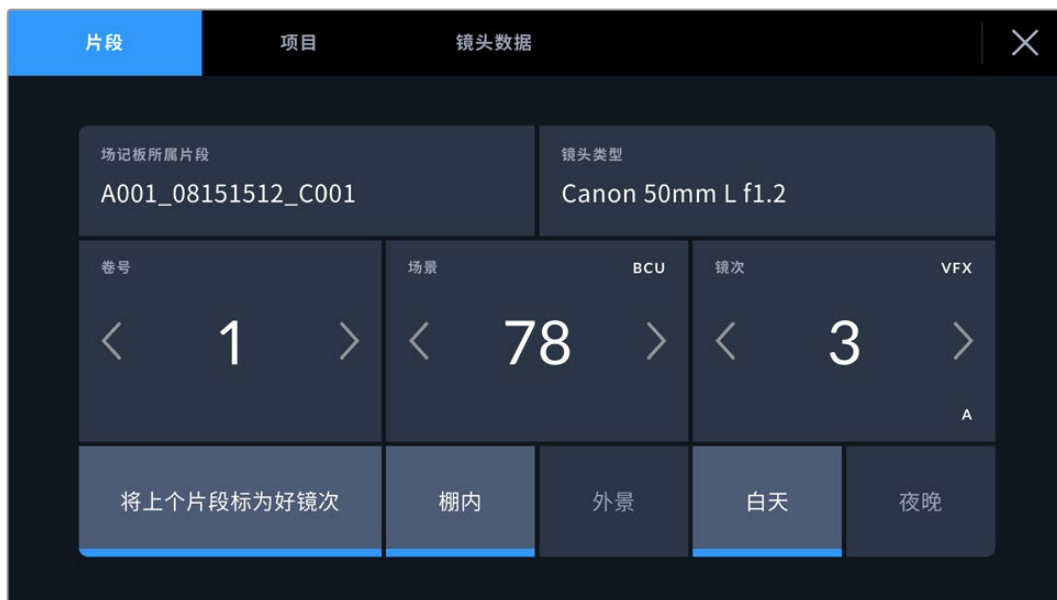 片段 项目 镜头数据
场记板所属片段 镜头类型
A001_08151512_C001 Canon 50mm L f1.2
卷号 场景 BCU 镜次 VFX
1 78 3
A
将上个片段标为好镜次 棚内 外景 白天 夜晚